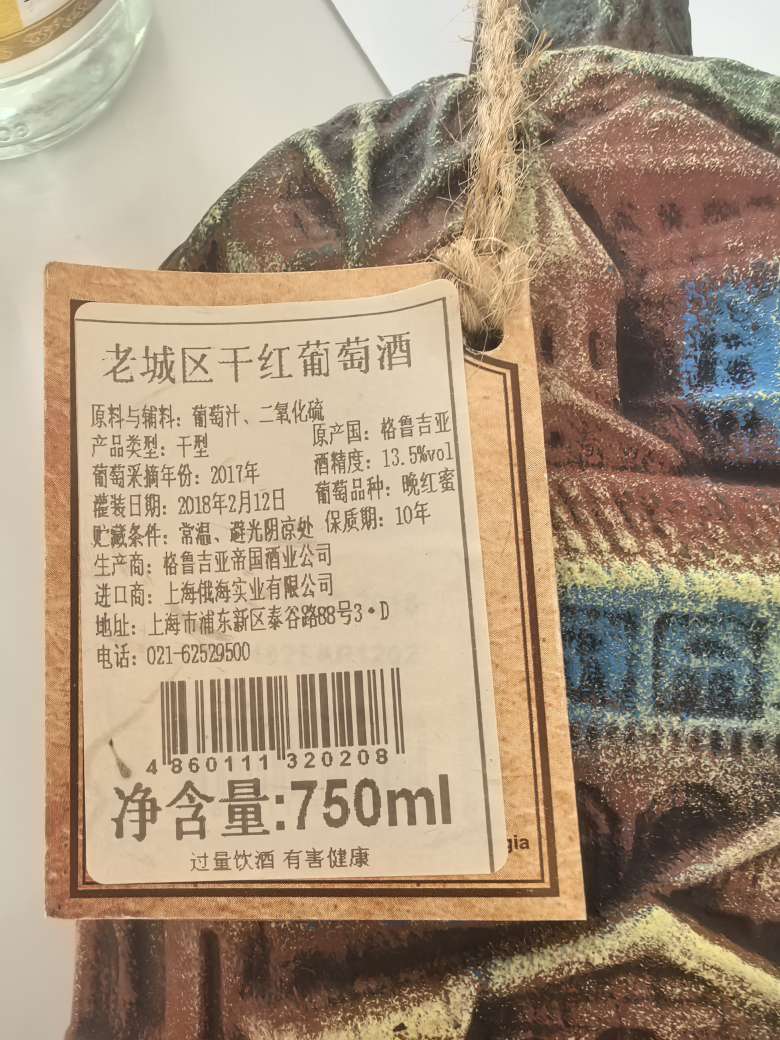 老城区干红葡萄酒
原料与辅料：葡萄汁、二氧化硫
原产国：格鲁吉亚
产品类型：干型
酒精度：13.5%vol
葡萄采摘年份：2017年
葡萄品种：晚红蜜
灌装日期：2018年2月12日
保质期：10年
贮藏条件：常温、避光阴凉处
生产商：格鲁吉亚帝国酒业公司
进口商：上海俄海实业有限公司
地址：上海市浦东新区泰谷路88号3·D
电话：021-62529500
4 860111 320208
净含量:750ml
过量饮酒 有害健康
gia